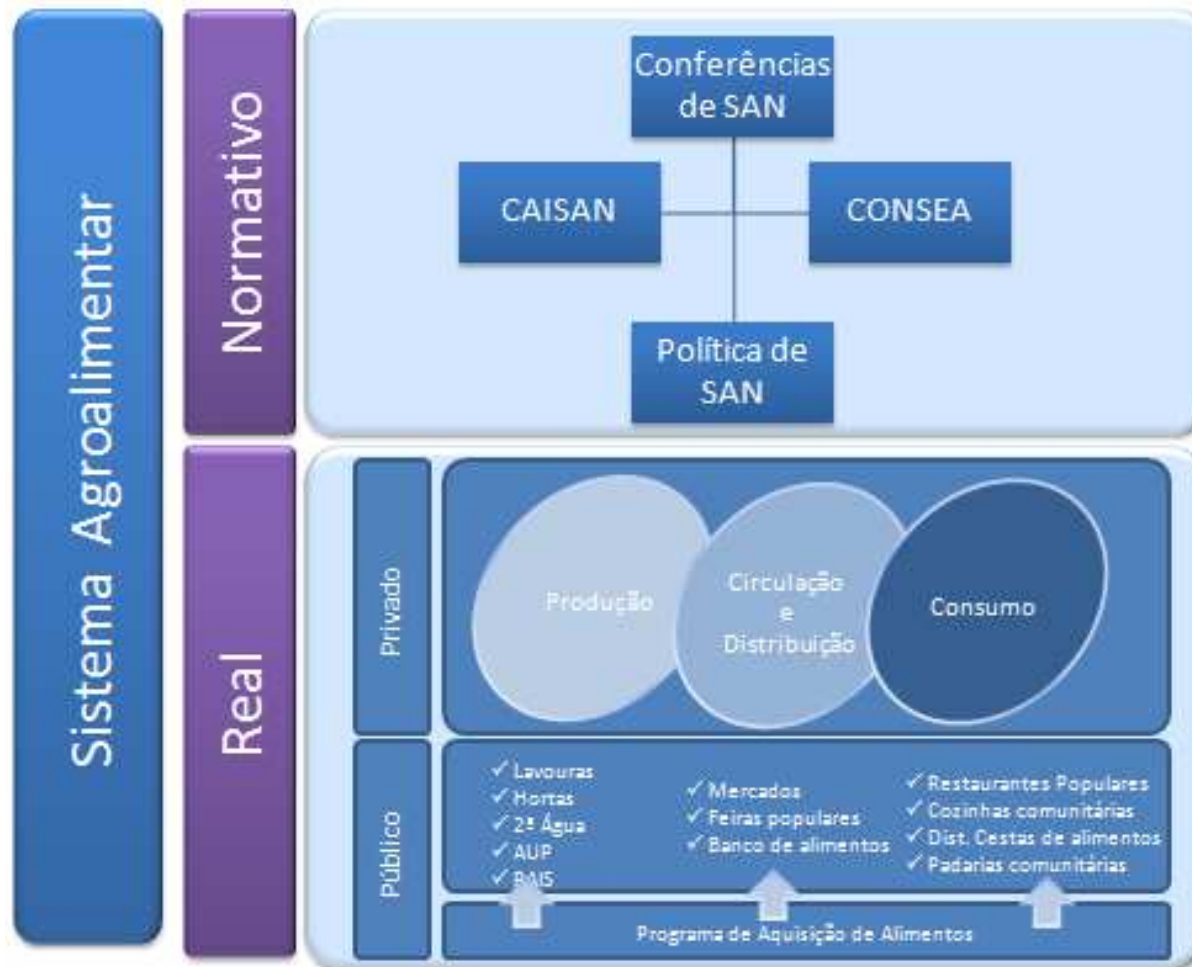 Sistema Agroalimentar
Normativo
Conferências
de SAN
CAISAN
CONSEA
Política de
SAN
Real
Privado
Produção
Circulação
e
Distribuição
Consumo
Público
✓ Lavouras
✓ Hortas
✓ 2ª Água
✓ AUP
✓ PAIS
✓ Mercados
✓ Feiras populares
✓ Banco de alimentos
✓ Restaurantes Populares
✓ Cozinhas comunitárias
✓ Dist. Cestas de alimentos
✓ Padarias comunitárias
Programa de Aquisição de Alimentos